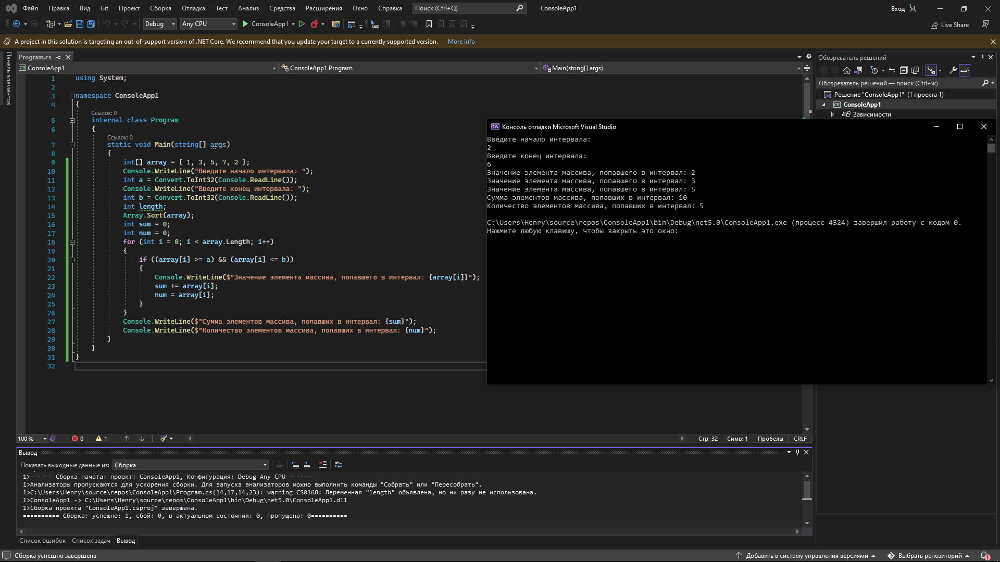 Файл Правка Вид Git Проект Сборка Отладка Тест Анализ Средства Расширения Окно Справка Поиск (Ctrl+Q) ConsoleApp1 Вход
Debug Any CPU ConsoleApp1 Live Share
A project in this solution is targeting an out-of-support version of .NET Core. We recommend that you update your target to a currently supported version. More info
Панель элементов
Program.cs
ConsoleApp1 ConsoleApp1.Program Main(string[] args)
1 using System;
2
3 namespace ConsoleApp1
4 {
Ссылок: 0
5 internal class Program
6 {
Ссылок: 0
7 static void Main(string[] args)
8 {
9 int[] array = { 1, 3, 5, 7, 2 };
10 Console.WriteLine("Введите начало интервала: ");
11 int a = Convert.ToInt32(Console.ReadLine());
12 Console.WriteLine("Введите конец интервала: ");
13 int b = Convert.ToInt32(Console.ReadLine());
14 int length;
15 Array.Sort(array);
16 int sum = 0;
17 int num = 0;
18 for (int i = 0; i < array.Length; i++)
19 {
20 if ((array[i] >= a) && (array[i] <= b))
21 {
22 Console.WriteLine($"Значение элемента массива, попавшего в интервал: {array[i]}");
23 sum += array[i];
24 num = array[i];
25 }
26 }
27 Console.WriteLine($"Сумма элементов массива, попавших в интервал: {sum}");
28 Console.WriteLine($"Количество элементов массива, попавших в интервал: {num}");
29 }
30 }
31 }
32
Консоль отладки Microsoft Visual Studio
Введите начало интервала:
2
Введите конец интервала:
6
Значение элемента массива, попавшего в интервал: 2
Значение элемента массива, попавшего в интервал: 3
Значение элемента массива, попавшего в интервал: 5
Сумма элементов массива, попавших в интервал: 10
Количество элементов массива, попавших в интервал: 5
C:\Users\Henry\source\repos\ConsoleApp1\bin\Debug\net5.0\ConsoleApp1.exe (процесс 4524) завершил работу с кодом 0.
Нажмите любую клавишу, чтобы закрыть это окно:
Обозреватель решений
Обозреватель решений — поиск (Ctrl+ж)
Решение "ConsoleApp1" (1 проекта 1)
ConsoleApp1
Зависимости
100 % 0 1 Стр: 32 Симв: 1 Пробелы CRLF
Вывод
Показать выходные данные из: Сборка
1>------ Сборка начата: проект: ConsoleApp1, Конфигурация: Debug Any CPU ------
1>Анализаторы пропускаются для ускорения сборки. Для запуска анализаторов можно выполнить команды "Собрать" или "Пересобрать".
1>C:\Users\Henry\source\repos\ConsoleApp1\Program.cs(14,17,14,23): warning CS0168: Переменная "length" объявлена, но ни разу не использована.
1>ConsoleApp1 -> C:\Users\Henry\source\repos\ConsoleApp1\bin\Debug\net5.0\ConsoleApp1.dll
1>Сборка проекта "ConsoleApp1.csproj" завершена.
========== Сборка: успешно: 1, сбой: 0, в актуальном состоянии: 0, пропущено: 0==========
Список ошибок Список задач Вывод
Сборка успешно завершена Добавить в систему управления версиями Выбрать репозиторий 1